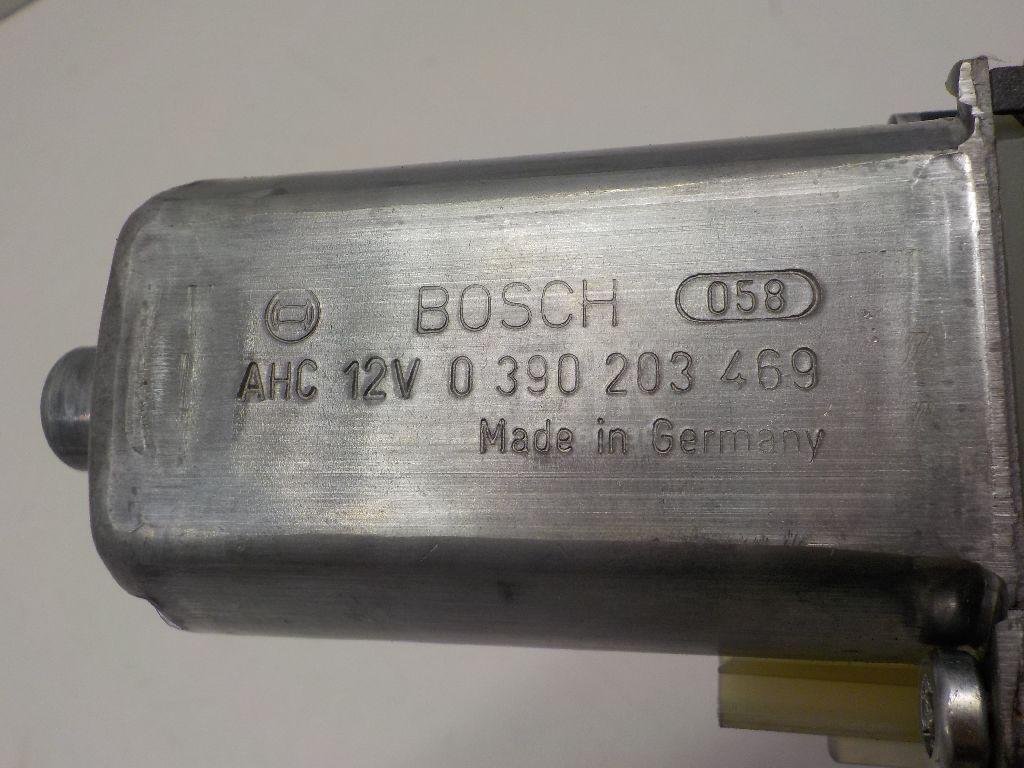 BOSCH 058
AHC 12V 0 390 203 469
Made in Germany